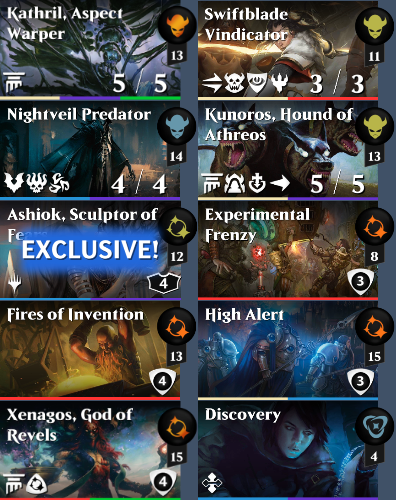 Kathril, Aspect
Warper
13
5 / 5
Swiftblade
Vindicator
11
3 / 3
Nightveil Predator
14
4 / 4
Kunoros, Hound of
Athreos
13
5 / 5
Ashiok, Sculptor of
EXCLUSIVE!
12
4
Experimental
Frenzy
8
3
Fires of Invention
13
4
High Alert
15
3
Xenagos, God of
Revels
15
4
Discovery
4